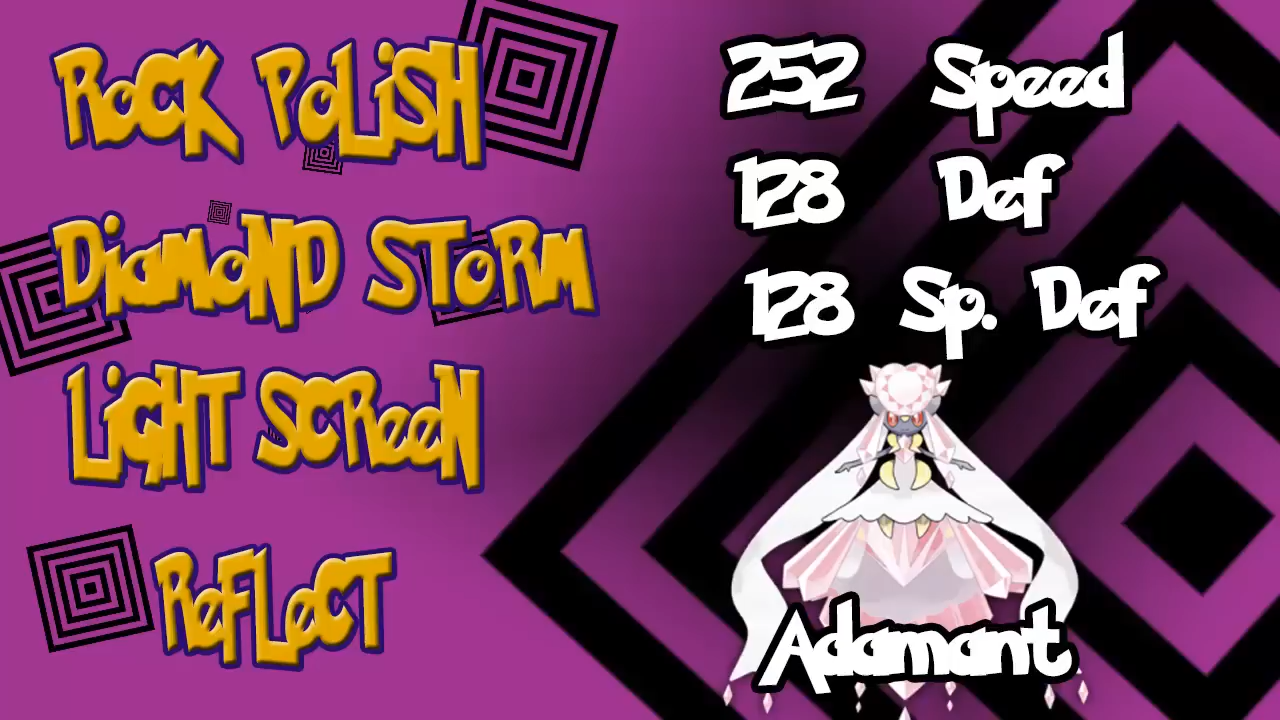 Rock Polish
Diamond Storm
Light Screen
Reflect
252 Speed
128 Def
128 Sp. Def
Adamant